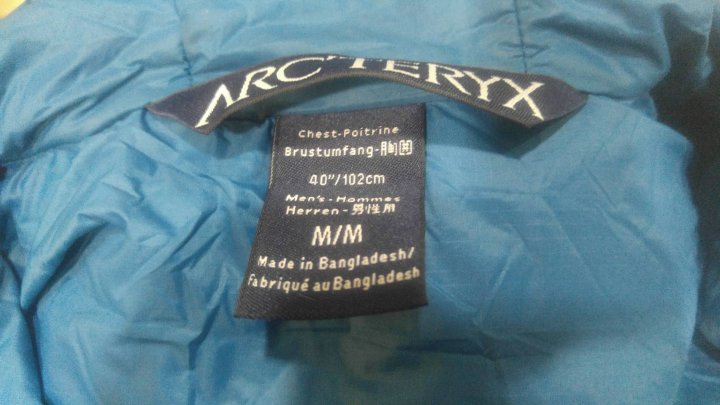 ARC'TERYX
Chest-Poitrine
Brustumfang-胸囲
40"/102cm
Men's-Hommes
Herren-男性用
M/M
Made in Bangladesh/
Fabriqué au Bangladesh